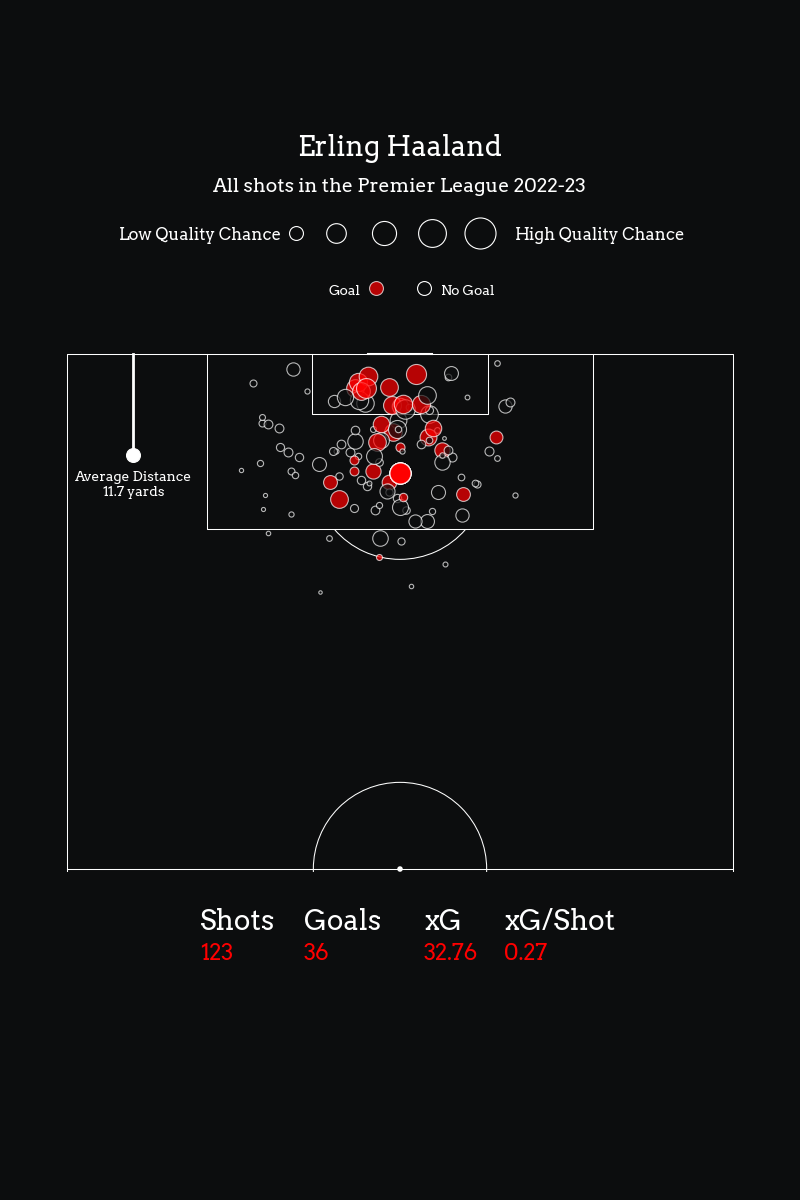 Erling Haaland
All shots in the Premier League 2022-23
Low Quality Chance High Quality Chance
Goal No Goal
Average Distance
11.7 yards
Shots Goals xG xG/Shot
123 36 32.76 0.27